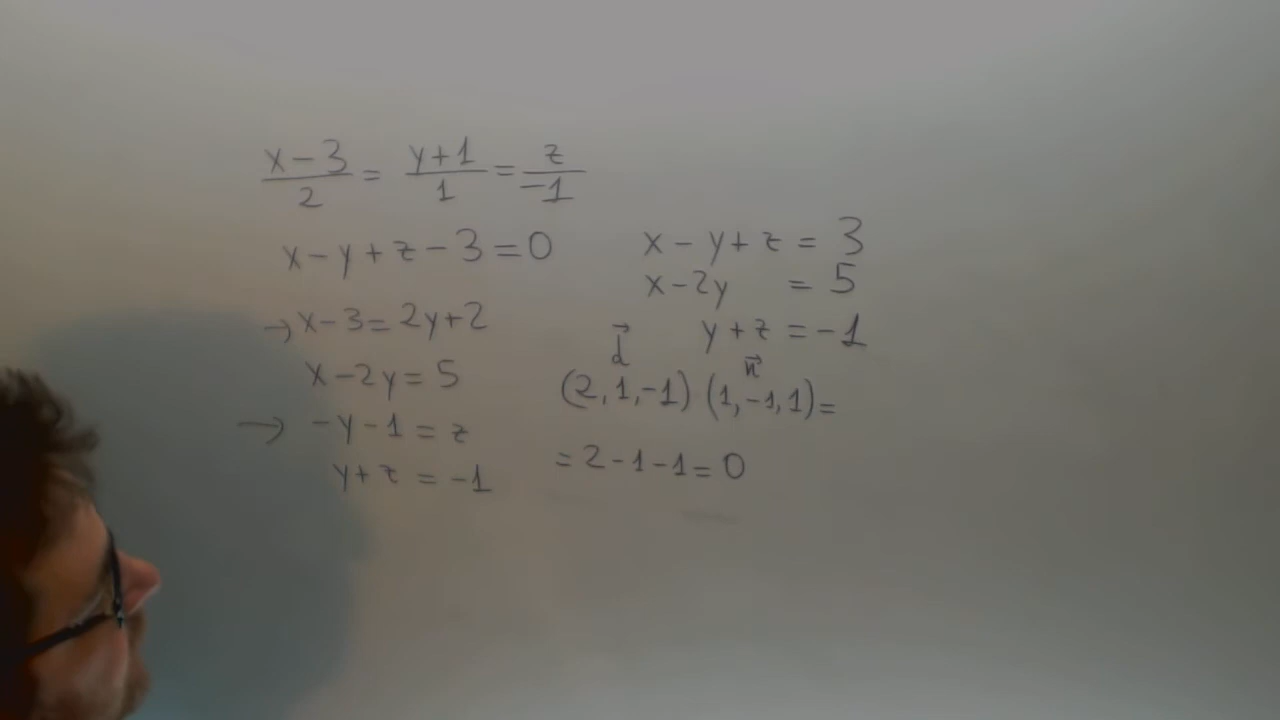 x-3/2 = y+1/1 = z/-1
x-y+z-3=0
→x-3=2y+2
x-2y=5
→ -y-1=z
y+z=-1
x-y+z=3
x-2y =5
y+z=-1
d⃗ n⃗
(2,1,-1) (1,-1,1)=
=2-1-1=0